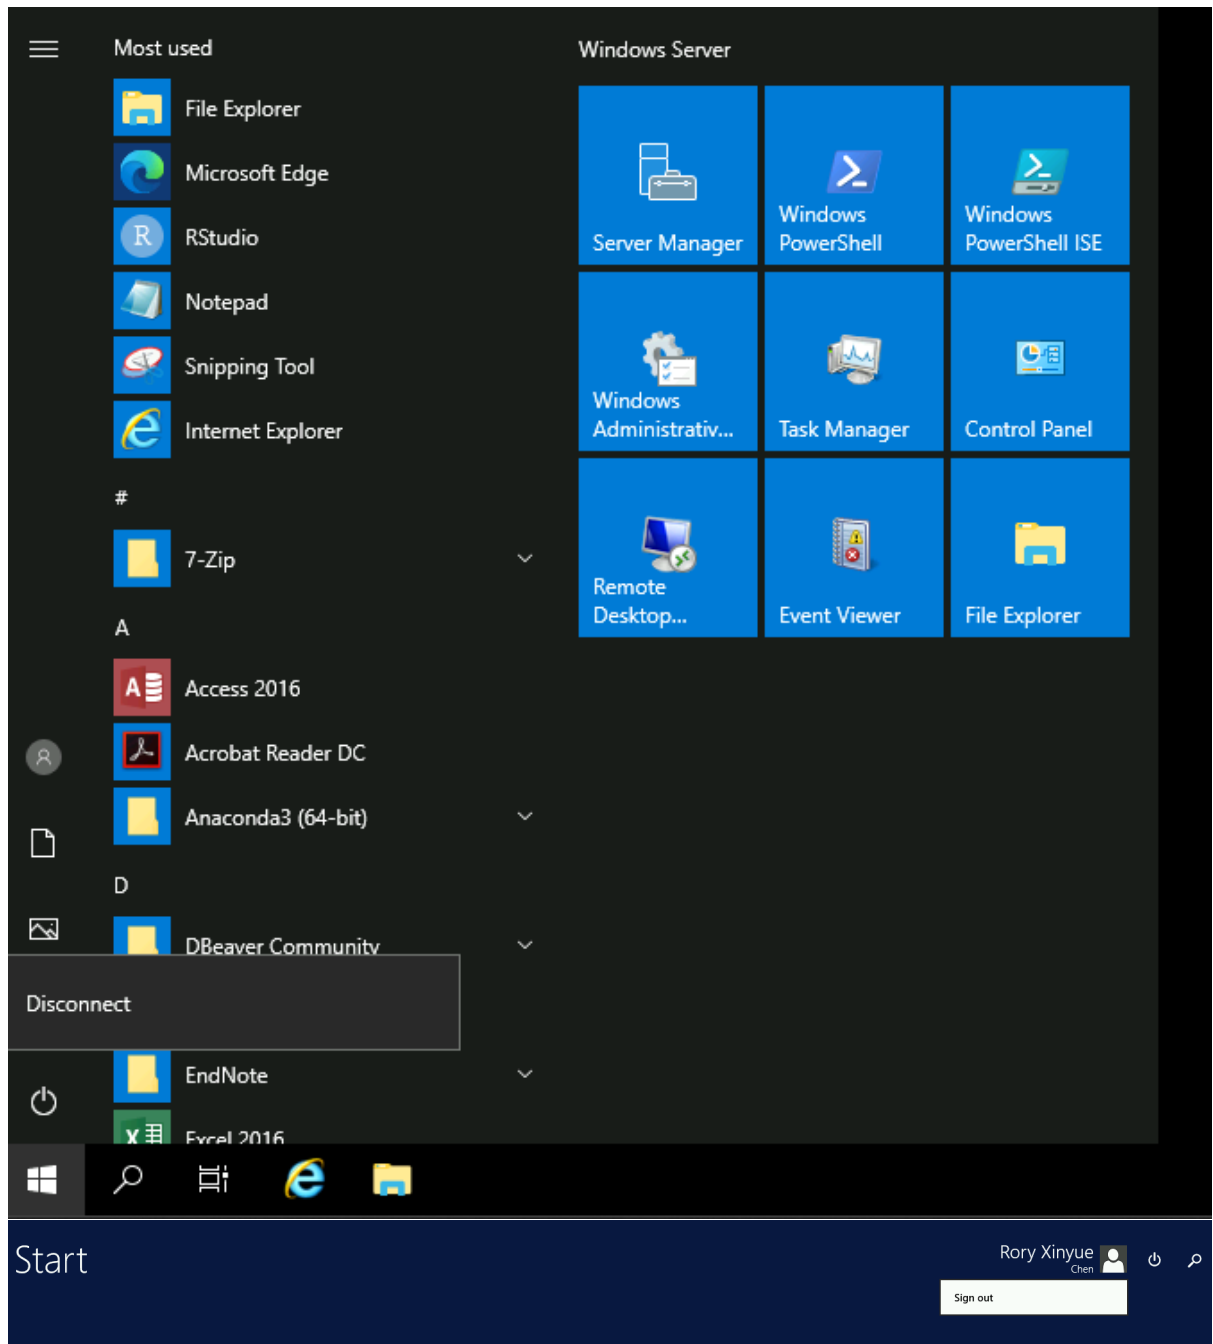 Most used
File Explorer
Microsoft Edge
RStudio
Notepad
Snipping Tool
Internet Explorer
#
7-Zip
A
Access 2016
Acrobat Reader DC
Anaconda3 (64-bit)
D
DBeaver Community
Disconnect
EndNote
Excel 2016
Windows Server
Server Manager
Windows
PowerShell
Windows
PowerShell ISE
Windows
Administrativ...
Task Manager
Control Panel
Remote
Desktop...
Event Viewer
File Explorer
Start
Rory Xinyue
Chen
Sign out